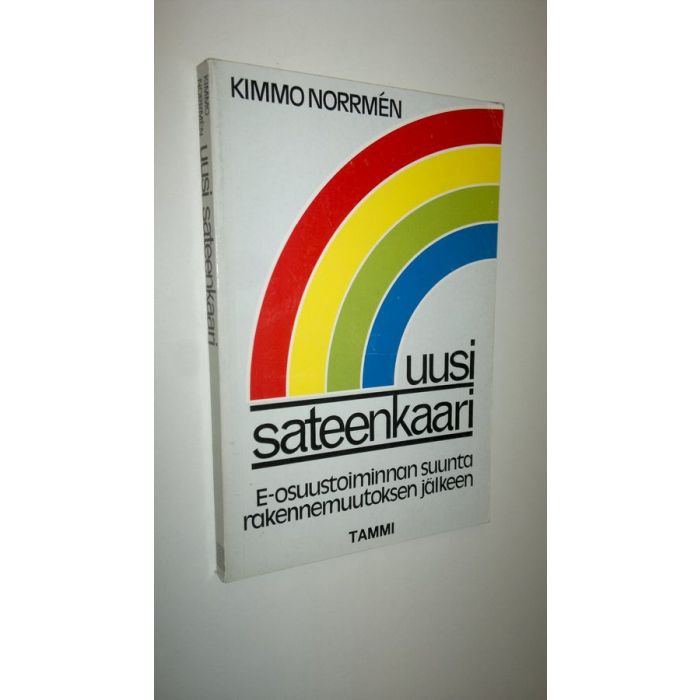 KIMMO NORRMÉN
uusi
sateenkaari
E-osuustoiminnan suunta
rakennemuutoksen jälkeen
TAMMI
KIMMO
NORRMÉN
uusi sateenkaari